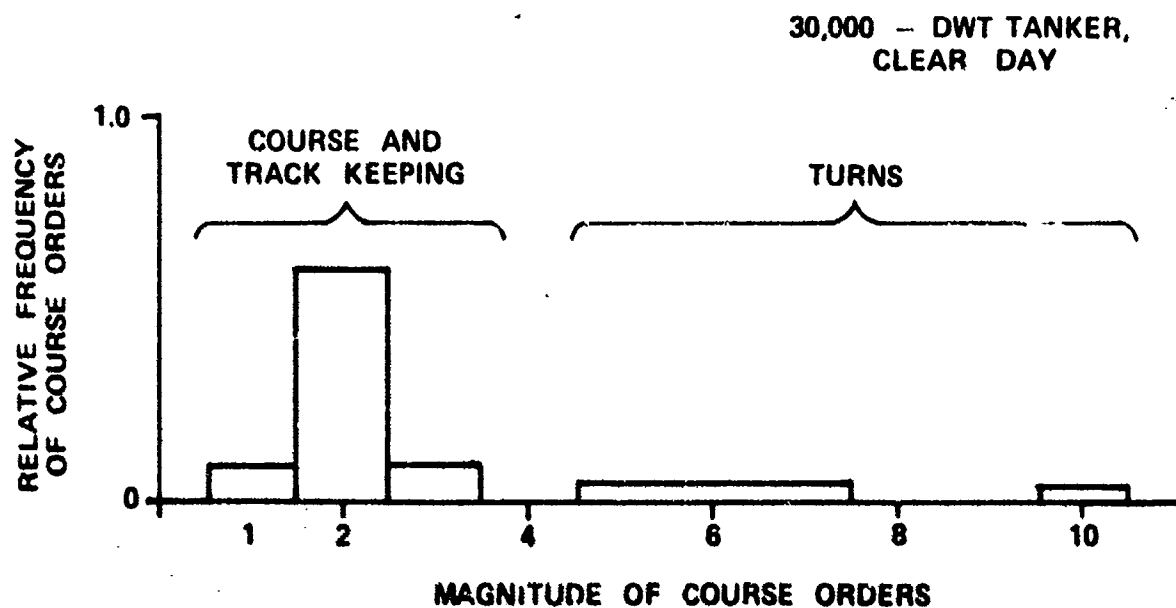 30,000 – DWT TANKER,
CLEAR DAY
RELATIVE FREQUENCY
OF COURSE ORDERS
1.0
0
COURSE AND
TRACK KEEPING
TURNS
1 2 4 6 8 10
MAGNITUDE OF COURSE ORDERS